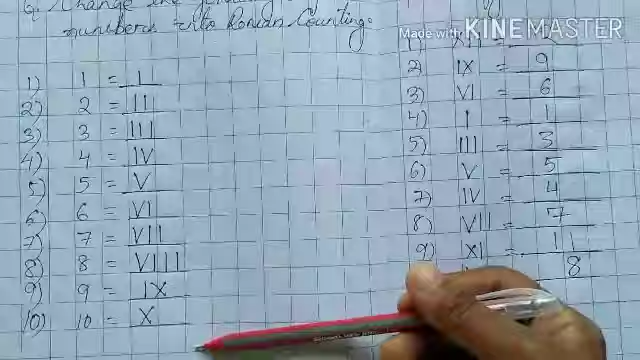 Q. Change the
numbers into Roman Counting.
1) 1 = I
2) 2 = II
3) 3 = III
4) 4 = IV
5) 5 = V
6) 6 = VI
7) 7 = VII
8) 8 = VIII
9) 9 = IX
10) 10 = X
Made With
KINEMASTER
1) XII =
2) IX = 9
3) VI = 6
4) I = 1
5) III = 3
6) V = 5
7) IV = 4
8) VII = 7
9) XI = 11
8